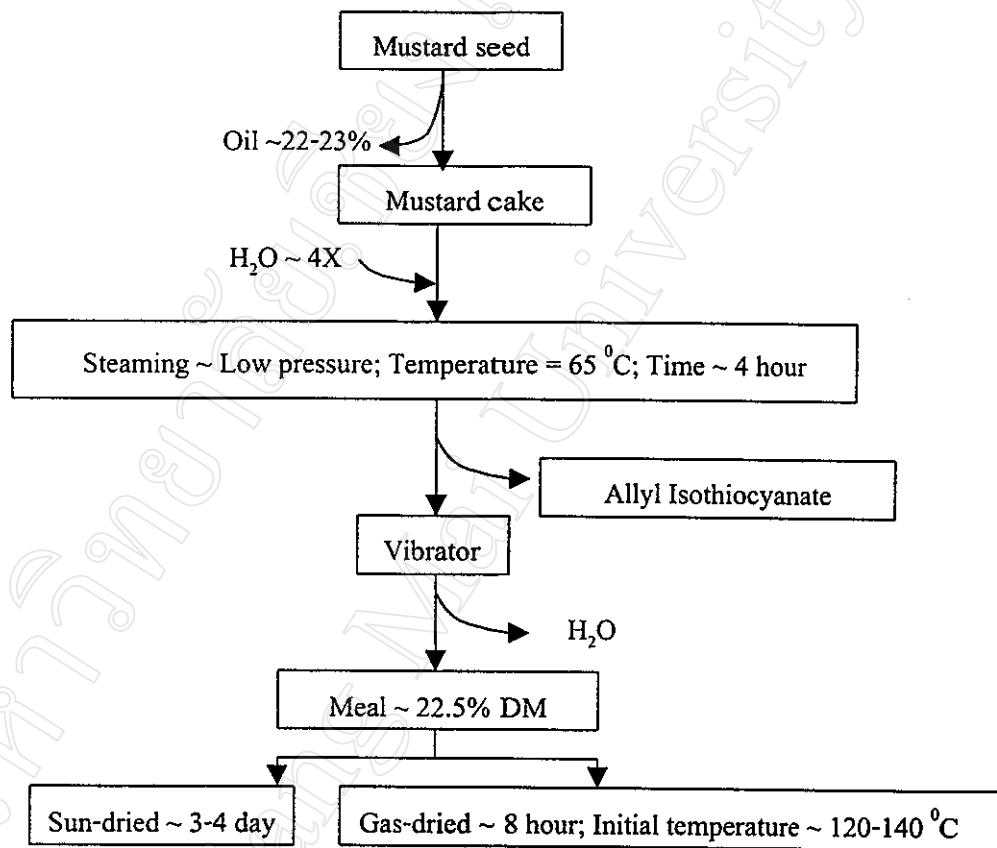 Mustard seed
Oil ~22-23%
Mustard cake
H₂O ~ 4X
Steaming ~ Low pressure; Temperature = 65 ⁰C; Time ~ 4 hour
Allyl Isothiocyanate
Vibrator
H₂O
Meal ~ 22.5% DM
Sun-dried ~ 3-4 day
Gas-dried ~ 8 hour; Initial temperature ~ 120-140 ⁰C